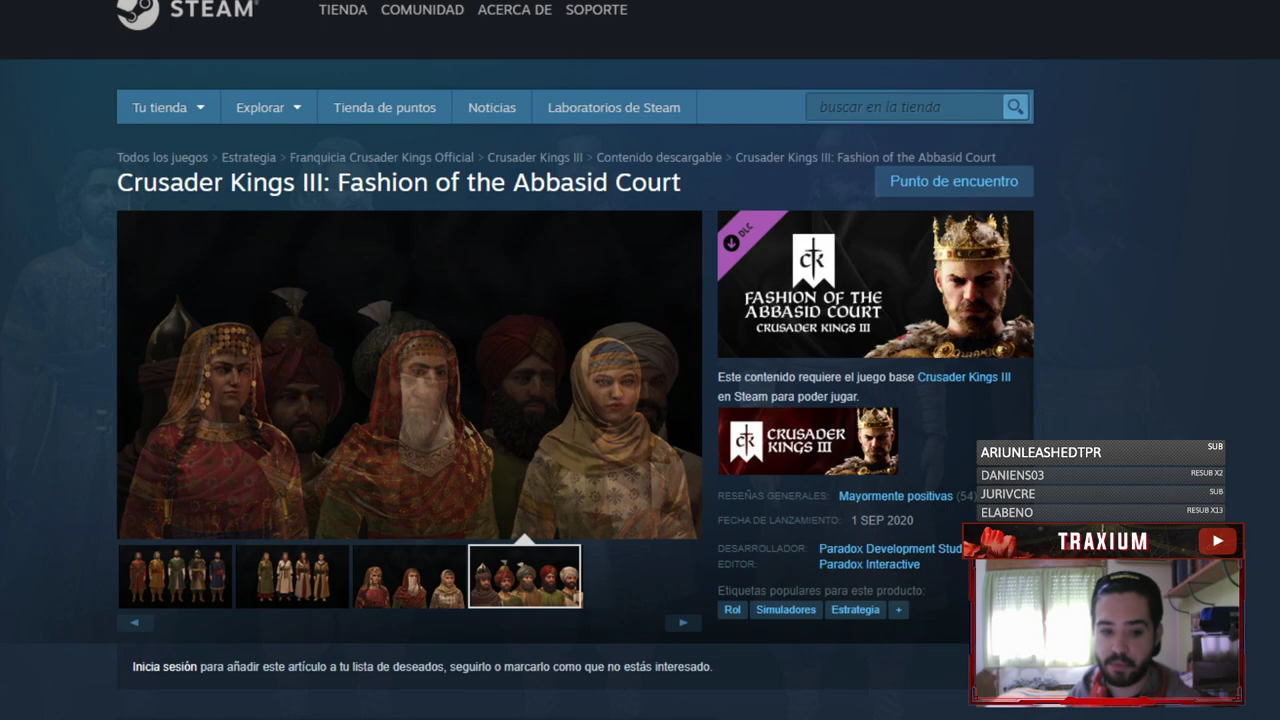 STEAM
TIENDA COMUNIDAD ACERCA DE SOPORTE
Tu tienda Explorar Tienda de puntos Noticias Laboratorios de Steam buscar en la tienda
Todos los juegos > Estrategia > Franquicia Crusader Kings Official > Crusader Kings III > Contenido descargable > Crusader Kings III: Fashion of the Abbasid Court
Crusader Kings III: Fashion of the Abbasid Court
Punto de encuentro
DLC
FASHION OF THE
ABBASID COURT
CRUSADER KINGS III
Este contenido requiere el juego base Crusader Kings III
en Steam para poder jugar.
CRUSADER
KINGS III
RESEÑAS GENERALES: Mayormente positivas (54)
FECHA DE LANZAMIENTO: 1 SEP 2020
DESARROLLADOR: Paradox Development Stud
EDITOR: Paradox Interactive
Etiquetas populares para este producto:
Rol Simuladores Estrategia +
Inicia sesión para añadir este artículo a tu lista de deseados, seguirlo o marcarlo como que no estás interesado.
ARIUNLEASHEDTPR SUB
DANIENS03 RESUB X2
JURIVCRE SUB
ELABENO RESUB X13
TRAXIUM